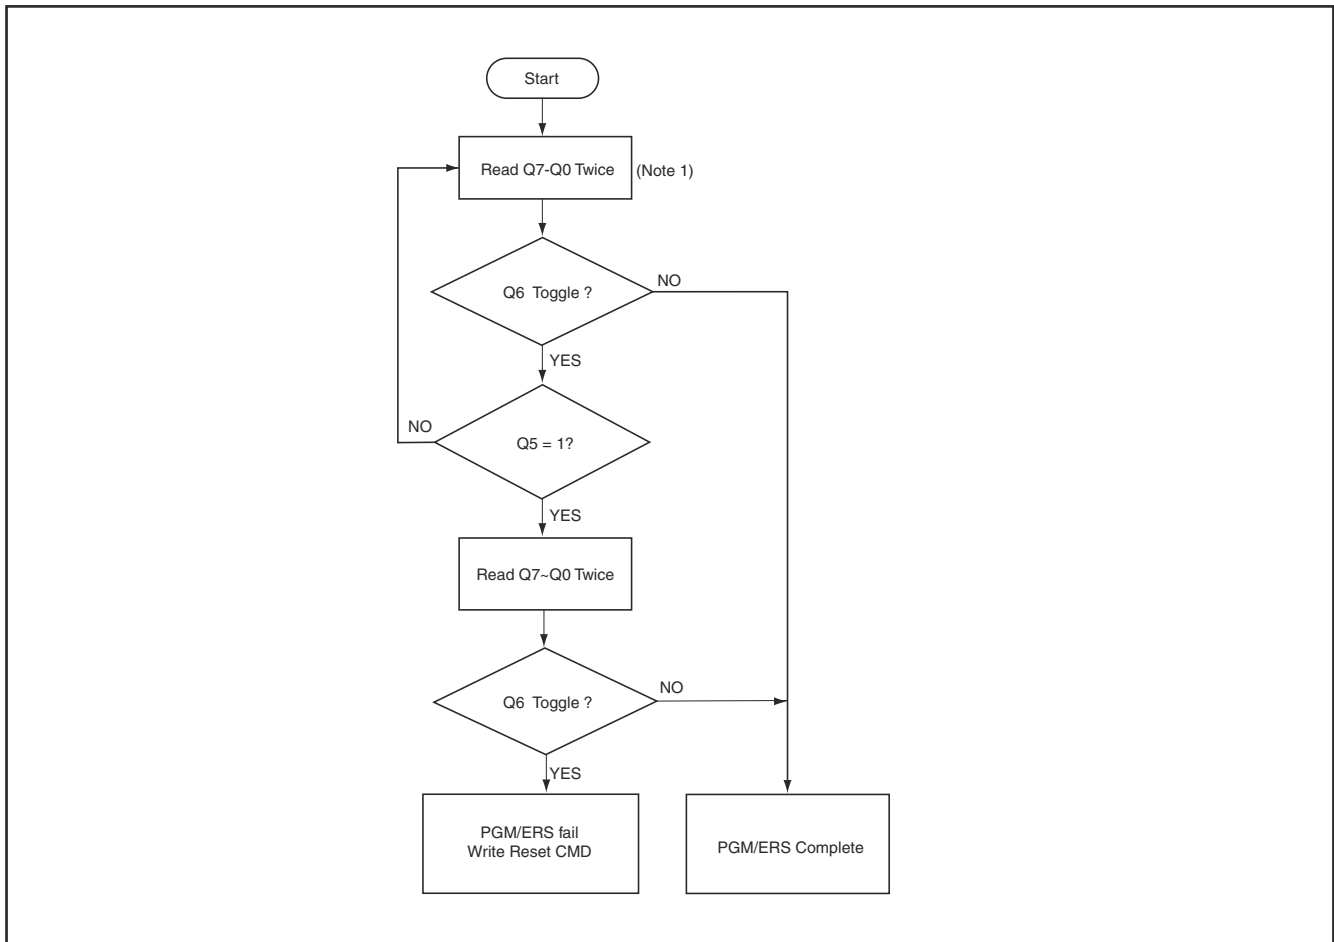 Start
Read Q7-Q0 Twice
(Note 1)
Q6 Toggle ?
NO
YES
NO
Q5 = 1?
YES
Read Q7~Q0 Twice
Q6 Toggle ?
NO
YES
PGM/ERS fail
Write Reset CMD
PGM/ERS Complete